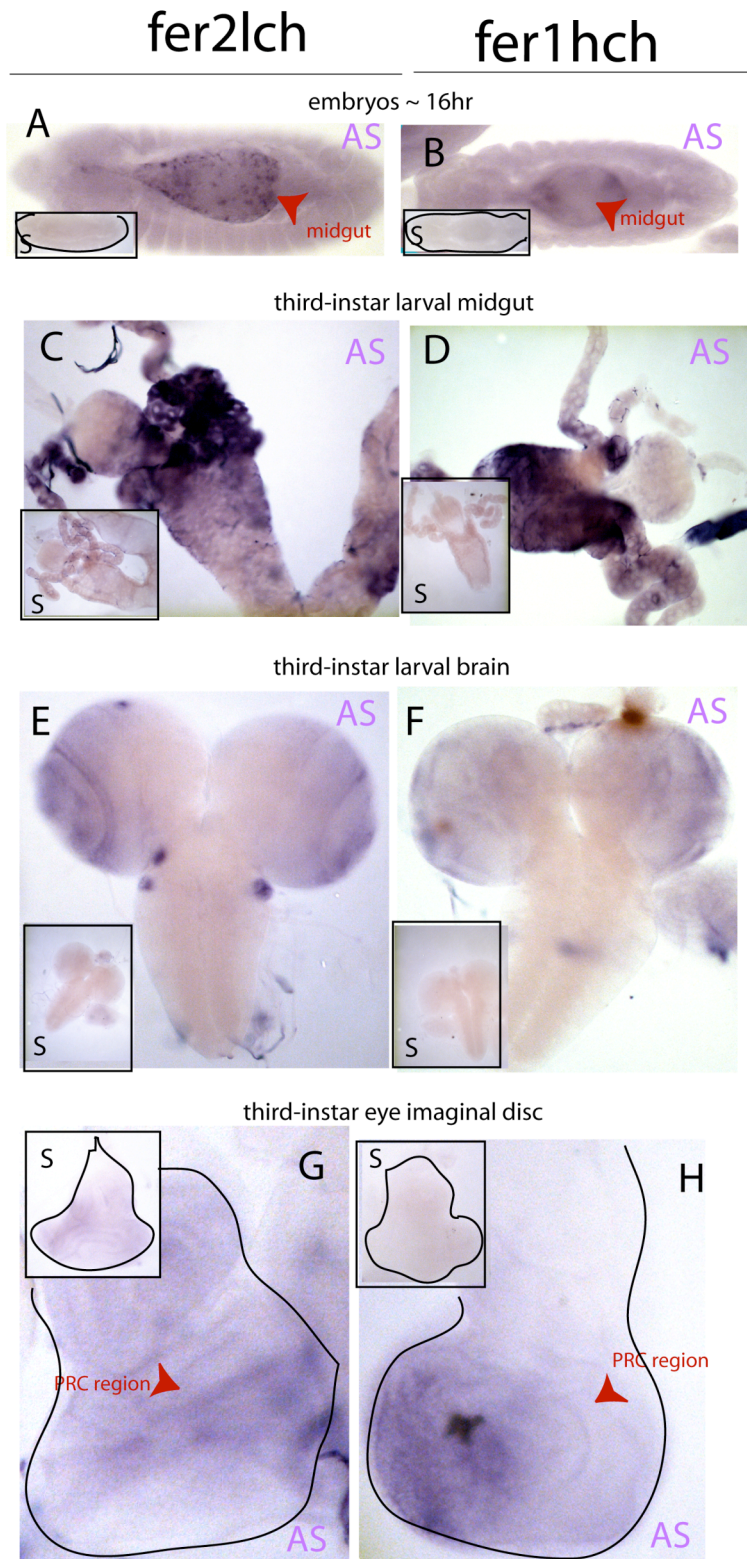 fer2lch fer1hch
embryos ~ 16hr
A AS B AS
midgut midgut
S S
third-instar larval midgut
C AS D AS
S S
third-instar larval brain
E AS F AS
S S
third-instar eye imaginal disc
S G S H
PRC region PRC region
AS AS